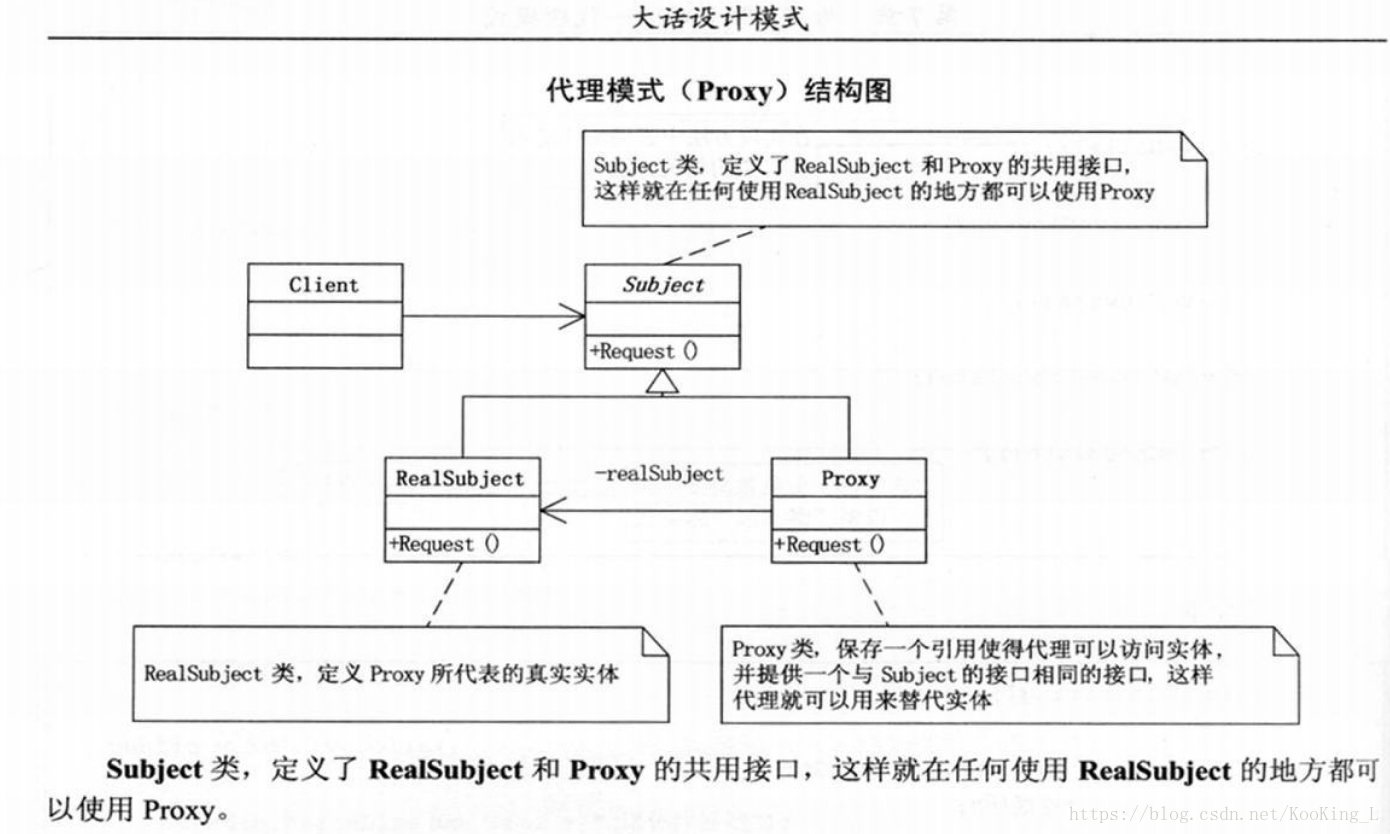 大话设计模式
代理模式（Proxy）结构图
Subject 类，定义了 RealSubject 和 Proxy 的共用接口，
这样就在任何使用 RealSubject 的地方都可以使用 Proxy
Client
Subject
+Request()
RealSubject
-realSubject
Proxy
+Request()
+Request()
RealSubject 类，定义 Proxy 所代表的真实实体
Proxy 类，保存一个引用使得代理可以访问实体，
并提供一个与 Subject 的接口相同的接口，这样
代理就可以用来替代实体
Subject 类，定义了 RealSubject 和 Proxy 的共用接口，这样就在任何使用 RealSubject 的地方都可
以使用 Proxy。
https://blog.csdn.net/KooKing_L